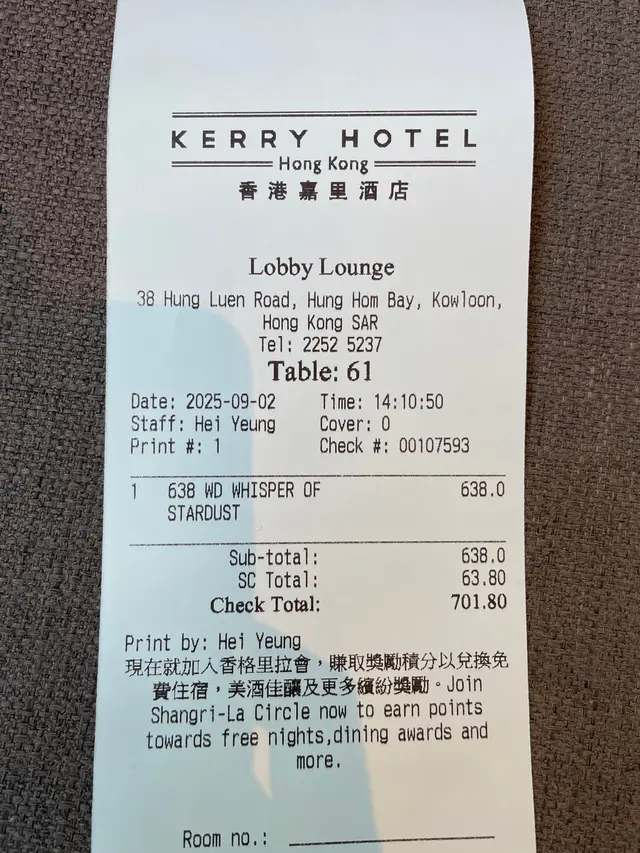 KERRY HOTEL
Hong Kong
香港嘉里酒店
Lobby Lounge
38 Hung Luen Road, Hung Hom Bay, Kowloon,
Hong Kong SAR
Tel: 2252 5237
Table: 61
Date: 2025-09-02 Time: 14:10:50
Staff: Hei Yeung Cover: 0
Print #: 1 Check #: 00107593
1 638 WD WHISPER OF 638.0
STARDUST
Sub-total: 638.0
SC Total: 63.80
Check Total: 701.80
Print by: Hei Yeung
現在就加入香格里拉會，賺取獎勵積分以兌換免
費住宿，美酒佳釀及更多繽紛獎勵。Join
Shangri-La Circle now to earn points
towards free nights,dining awards and
more.
Room no.: